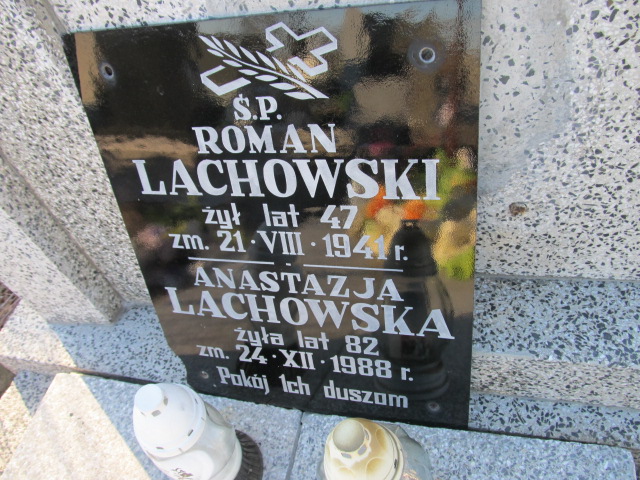 Ś.P.
ROMAN
LACHOWSKI
żył lat 47
zm. 21·VIII·1941 r.
ANASTAZJA
LACHOWSKA
żyła lat 82
zm. 24·XII·1988 r.
Pokój Ich duszom